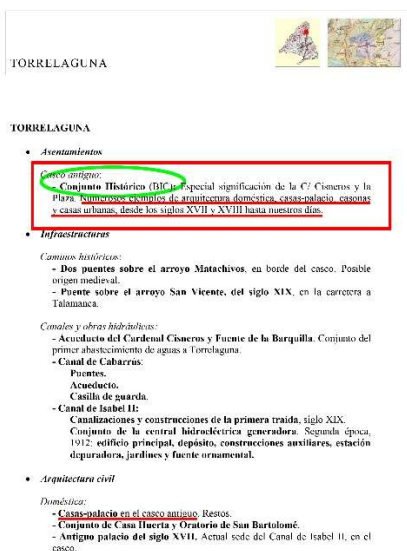 TORRELAGUNA
TORRELAGUNA
• Asentamientos
Casco antiguo:
- Conjunto Histórico (BIC): Especial significación de la C/ Cisneros y la
Plaza. Numerosos ejemplos de arquitectura doméstica, casas-palacio, casonas
y casas urbanas, desde los siglos XVII y XVIII hasta nuestros días.
• Infraestructuras
Caminos históricos:
- Dos puentes sobre el arroyo Matachivos, en borde del casco. Posible
origen medieval.
- Puente sobre el arroyo San Vicente, del siglo XIX, en la carretera a
Talamanca.
Canales y obras hidráulicas:
- Acueducto del Cardenal Cisneros y Fuente de la Barquilla. Conjunto del
primer abastecimiento de aguas a Torrelaguna.
- Canal de Cabarrús:
Puentes.
Acueducto.
Casilla de guarda.
- Canal de Isabel II:
Canalizaciones y construcciones de la primera traída, siglo XIX.
Conjunto de la central hidroeléctrica generadora. Segunda época,
1912: edificio principal, depósito, construcciones auxiliares, estación
depuradora, jardines y fuente ornamental.
• Arquitectura civil
Doméstica:
- Casas-palacio en el casco antiguo. Restos.
- Conjunto de Casa Huerta y Oratorio de San Bartolomé.
- Antiguo palacio del siglo XVII. Actual sede del Canal de Isabel II, en el
casco.